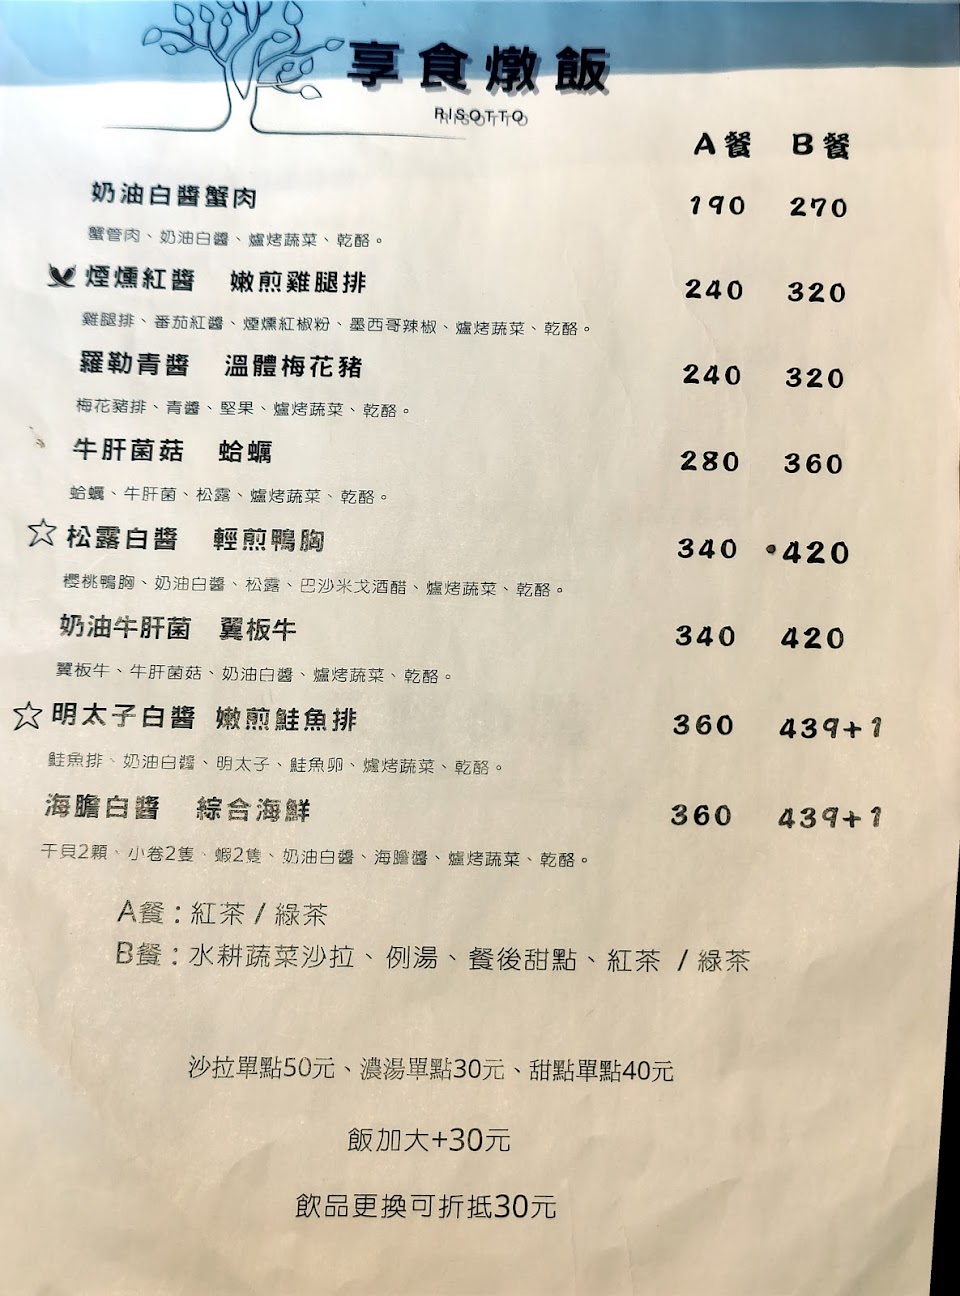 享食燉飯
RISOTTO
A餐 B餐
奶油白醬蟹肉 190 270
蟹管肉、奶油白醬、爐烤蔬菜、乾酪。
煙燻紅醬 嫩煎雞腿排 240 320
雞腿排、番茄紅醬、煙燻紅椒粉、墨西哥辣椒、爐烤蔬菜、乾酪。
羅勒青醬 溫體梅花豬 240 320
梅花豬排、青醬、堅果、爐烤蔬菜、乾酪。
牛肝菌菇 蛤蠣 280 360
蛤蠣、牛肝菌、松露、爐烤蔬菜、乾酪。
☆松露白醬 輕煎鴨胸 340 420
櫻桃鴨胸、奶油白醬、松露、巴沙米戈酒醋、爐烤蔬菜、乾酪。
奶油牛肝菌 翼板牛 340 420
翼板牛、牛肝菌菇、奶油白醬、爐烤蔬菜、乾酪。
☆明太子白醬 嫩煎鮭魚排 360 439+1
鮭魚排、奶油白醬、明太子、鮭魚卵、爐烤蔬菜、乾酪。
海膽白醬 綜合海鮮 360 439+1
干貝2顆、小卷2隻、蝦2隻、奶油白醬、海膽醬、爐烤蔬菜、乾酪。
A餐：紅茶 / 綠茶
B餐：水耕蔬菜沙拉、例湯、餐後甜點、紅茶 / 綠茶
沙拉單點50元、濃湯單點30元、甜點單點40元
飯加大+30元
飲品更換可折抵30元